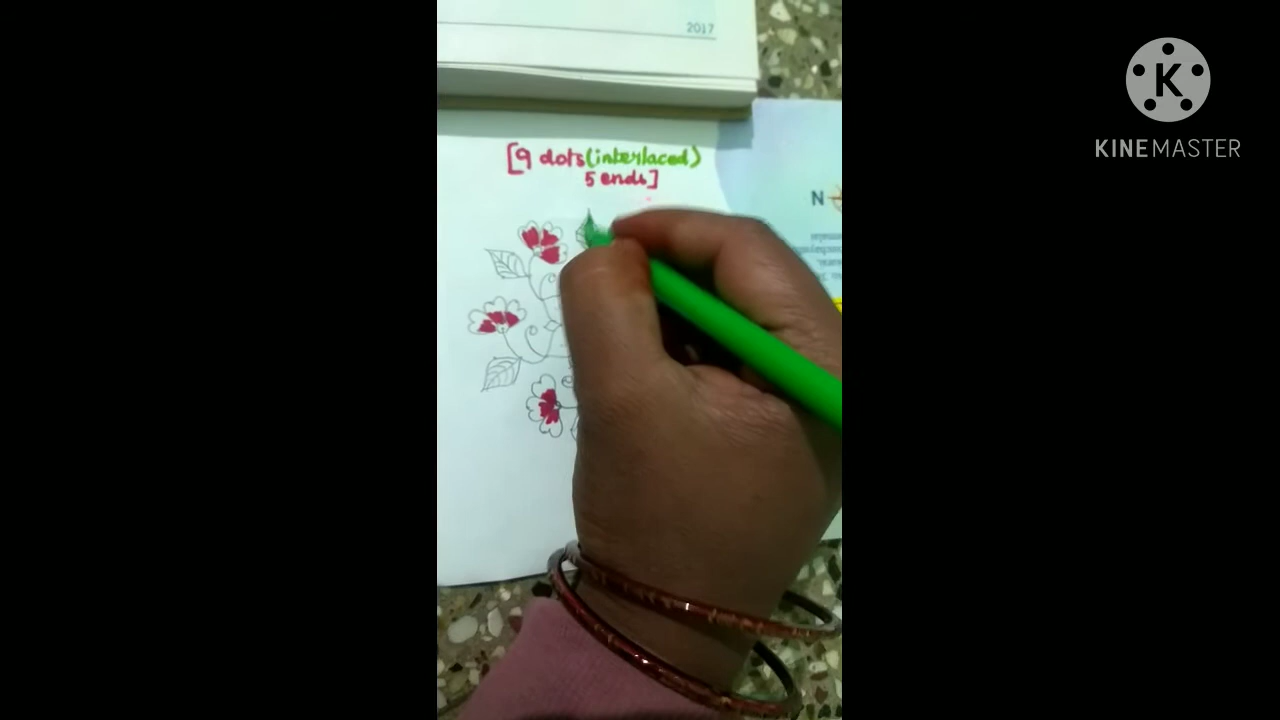 2017
[9 dots(interlaced)
5 ends]
N
K
KINEMASTER